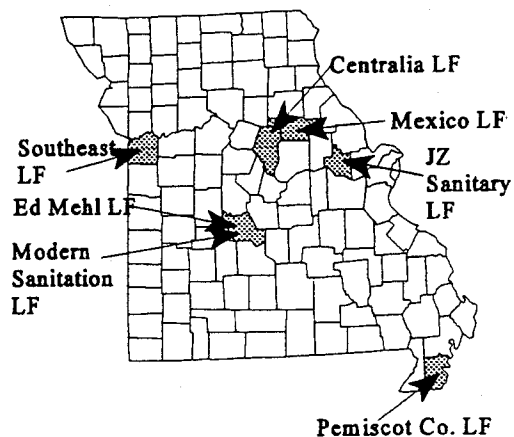 Centralia LF
Mexico LF
Southeast
LF
JZ
Sanitary
LF
Ed Mehl LF
Modern
Sanitation
LF
Pemiscot Co. LF